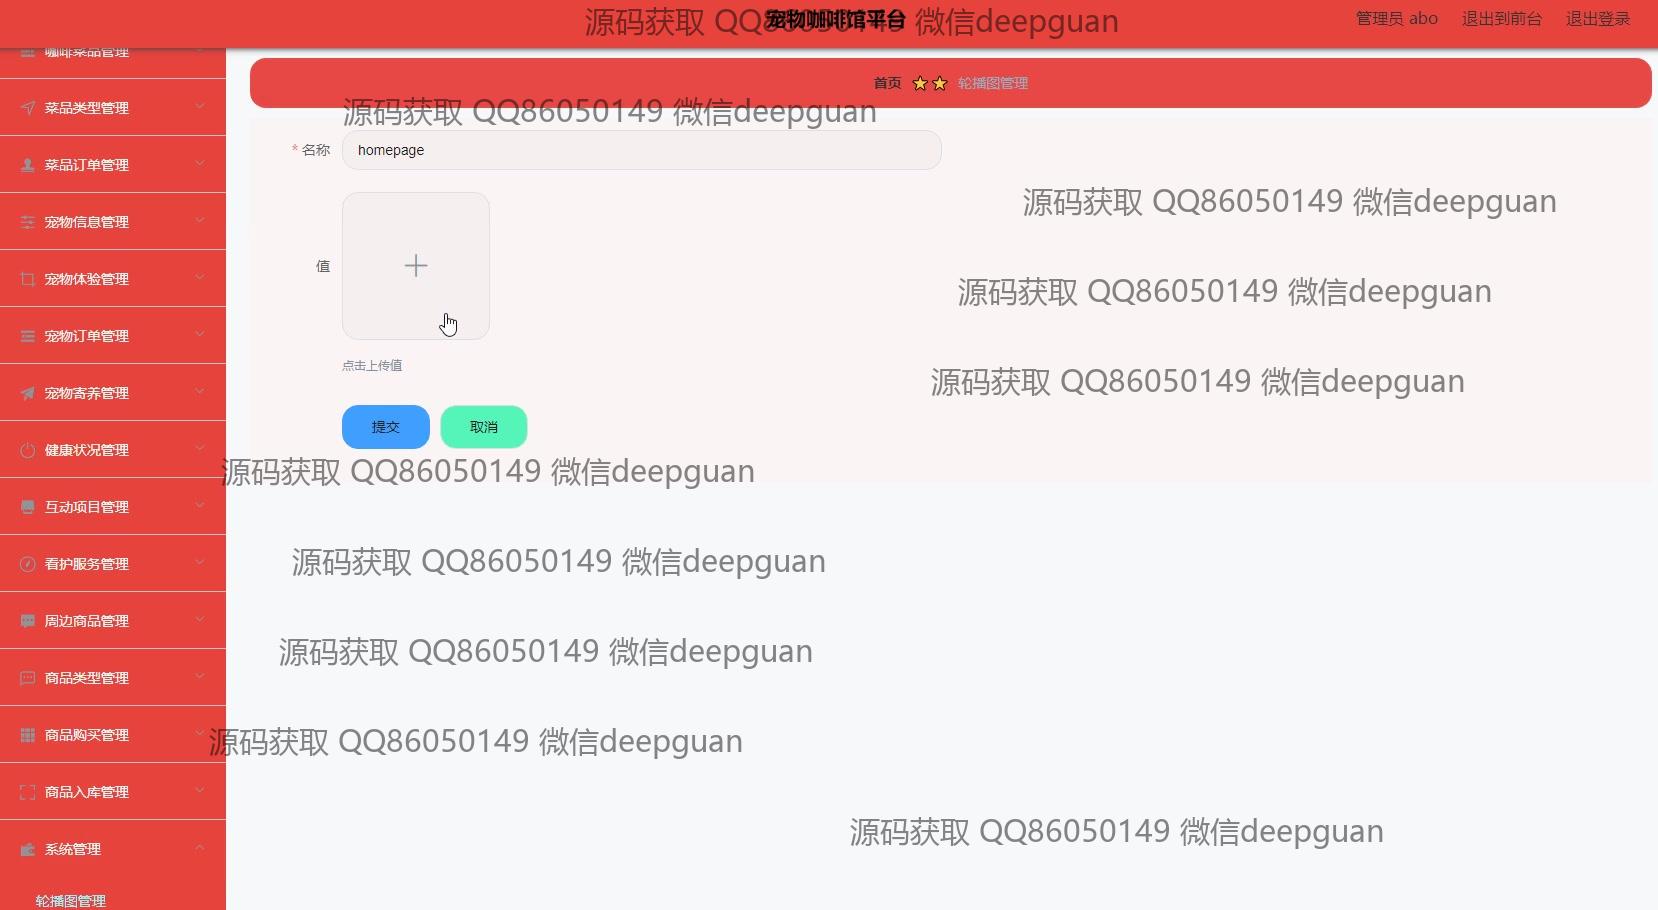 宠物咖啡馆平台
源码获取 QQ86050149 微信deepguan
管理员 abo
退出到前台
退出登录
咖啡菜品管理
首页
轮播图管理
菜品类型管理
源码获取 QQ86050149 微信deepguan
* 名称
homepage
菜品订单管理
源码获取 QQ86050149 微信deepguan
宠物信息管理
值
宠物体验管理
源码获取 QQ86050149 微信deepguan
宠物订单管理
点击上传值
源码获取 QQ86050149 微信deepguan
宠物寄养管理
提交
取消
健康状况管理
源码获取 QQ86050149 微信deepguan
互动项目管理
看护服务管理
源码获取 QQ86050149 微信deepguan
周边商品管理
源码获取 QQ86050149 微信deepguan
商品类型管理
商品购买管理
源码获取 QQ86050149 微信deepguan
商品入库管理
源码获取 QQ86050149 微信deepguan
系统管理
轮播图管理